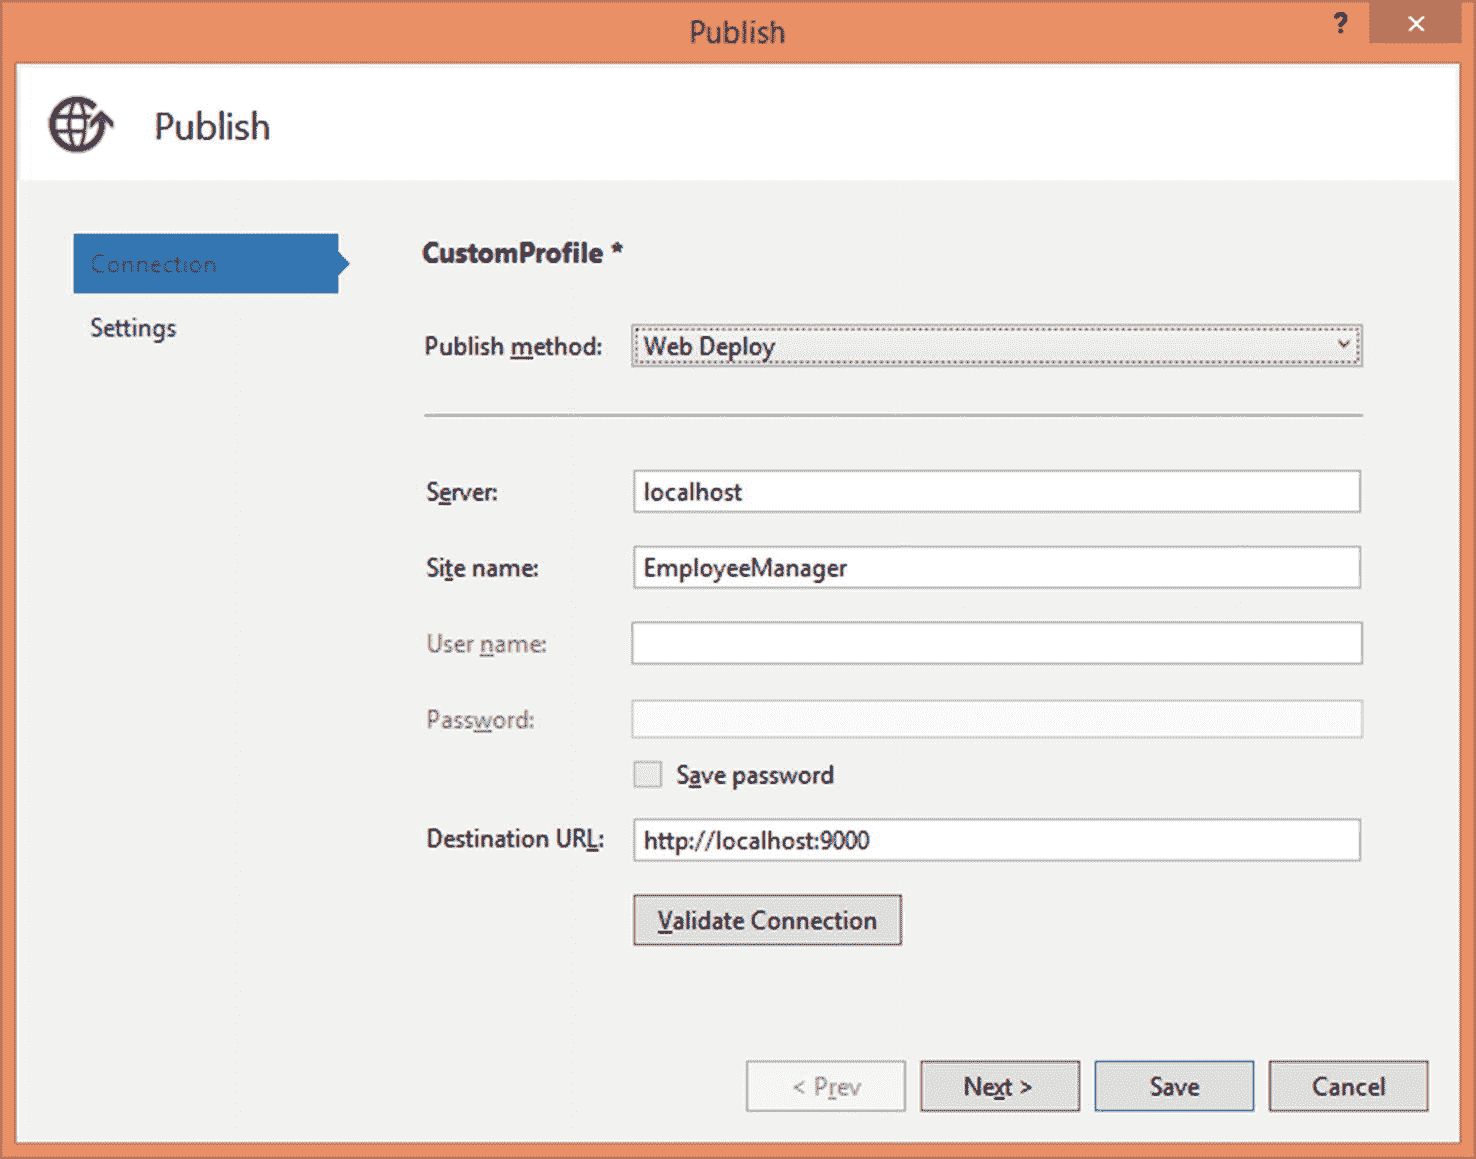 Publish
?
Publish
Connection
Settings
CustomProfile *
Publish method: Web Deploy
Server: localhost
Site name: EmployeeManager
User name:
Password:
Save password
Destination URL: http://localhost:9000
Validate Connection
< Prev Next > Save Cancel